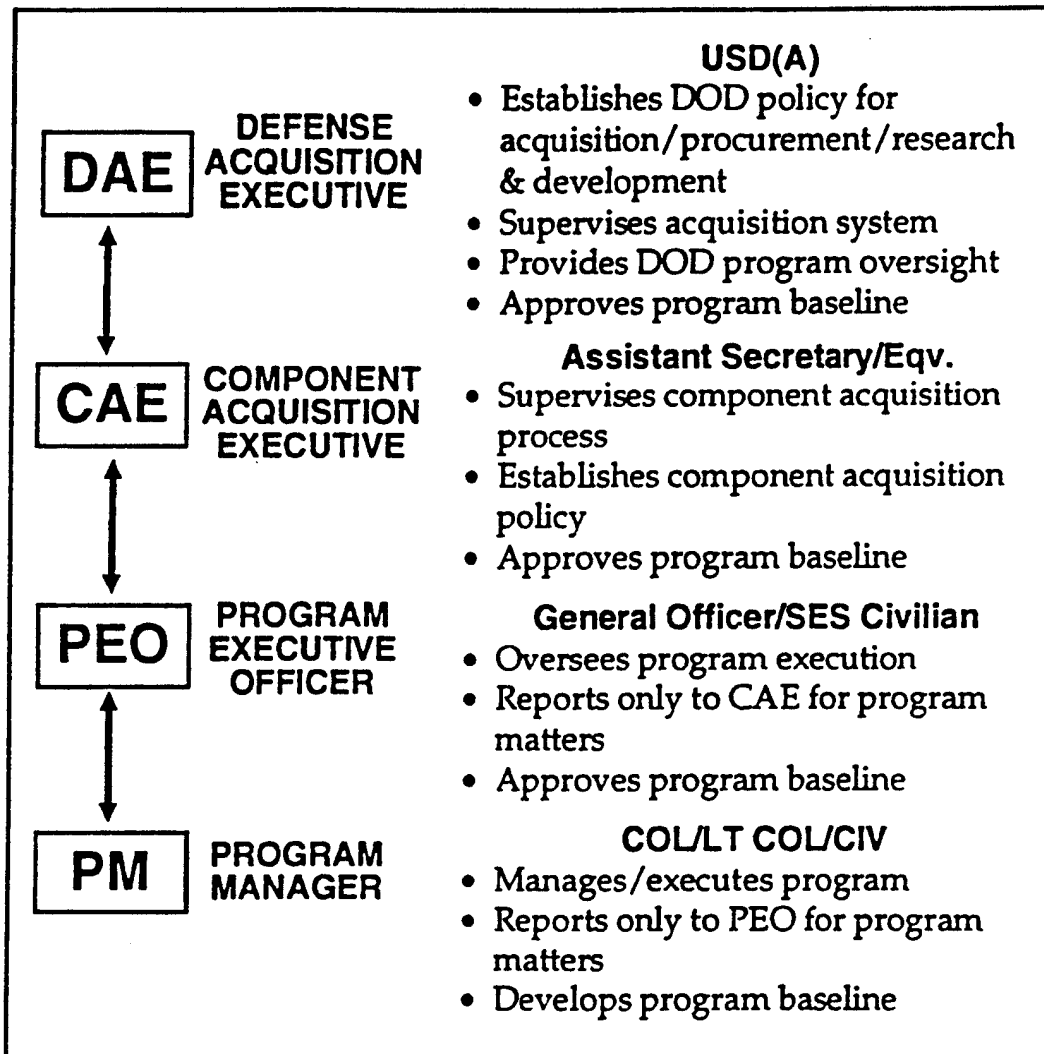 DAE
DEFENSE
ACQUISITION
EXECUTIVE
USD(A)
• Establishes DOD policy for
acquisition/procurement/research
& development
• Supervises acquisition system
• Provides DOD program oversight
• Approves program baseline
CAE
COMPONENT
ACQUISITION
EXECUTIVE
Assistant Secretary/Eqv.
• Supervises component acquisition
process
• Establishes component acquisition
policy
• Approves program baseline
PEO
PROGRAM
EXECUTIVE
OFFICER
General Officer/SES Civilian
• Oversees program execution
• Reports only to CAE for program
matters
• Approves program baseline
PM
PROGRAM
MANAGER
COL/LT COL/CIV
• Manages/executes program
• Reports only to PEO for program
matters
• Develops program baseline